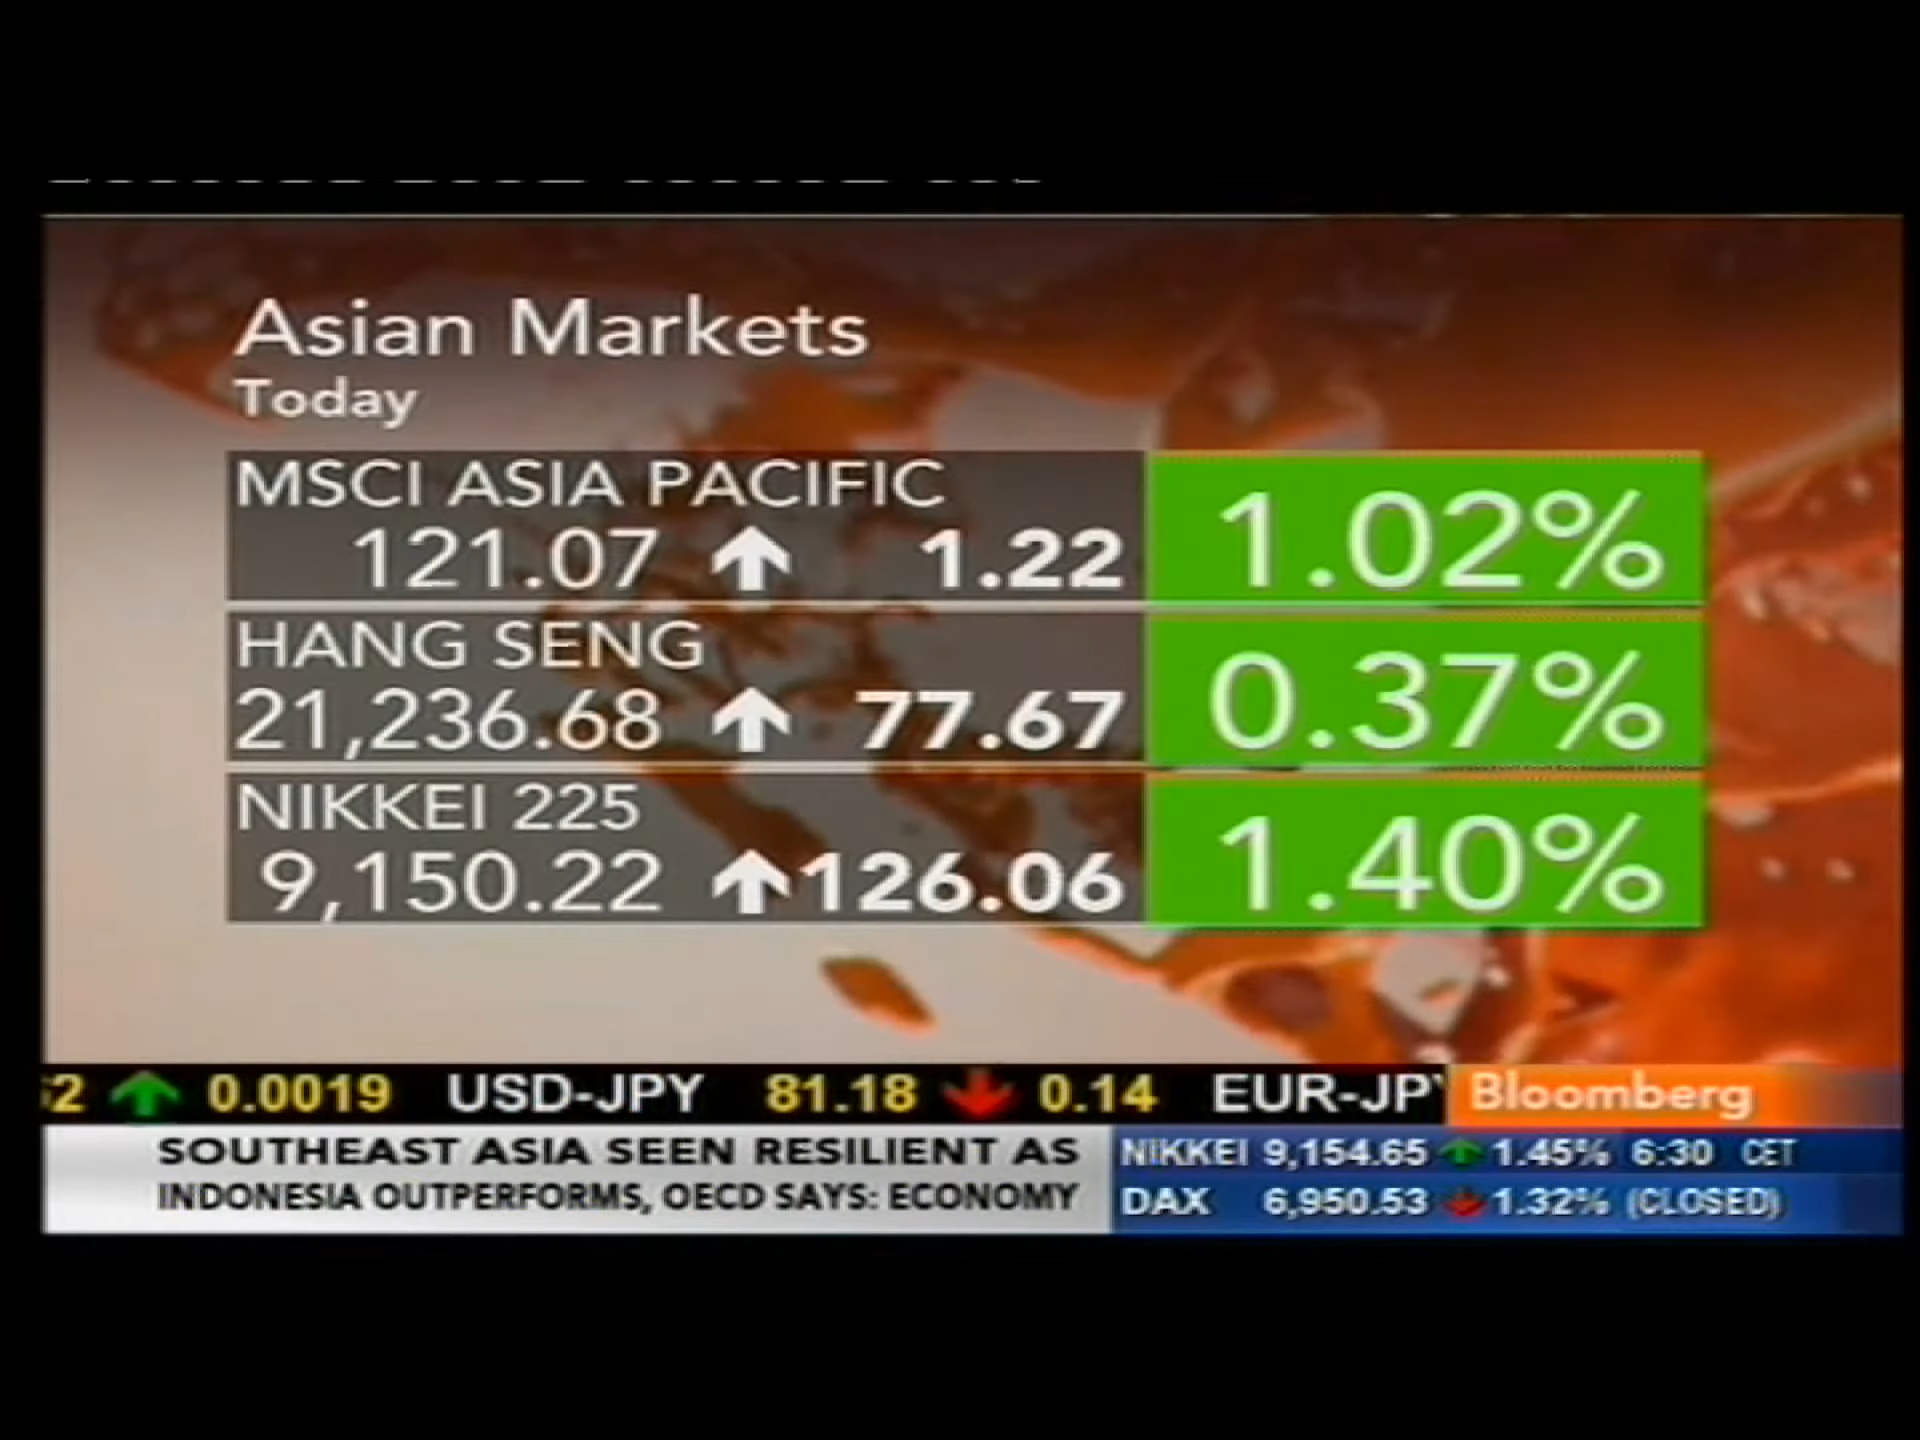 Asian Markets
Today
MSCI ASIA PACIFIC
121.07 1.22 1.02%
HANG SENG
21,236.68 77.67 0.37%
NIKKEI 225
9,150.22 126.06 1.40%
0.0019 USD-JPY 81.18 0.14 EUR-JPY Bloomberg
SOUTHEAST ASIA SEEN RESILIENT AS
INDONESIA OUTPERFORMS, OECD SAYS: ECONOMY
NIKKEI 9,154.65 1.45% 6:30 CET
DAX 6,950.53 1.32% (CLOSED)